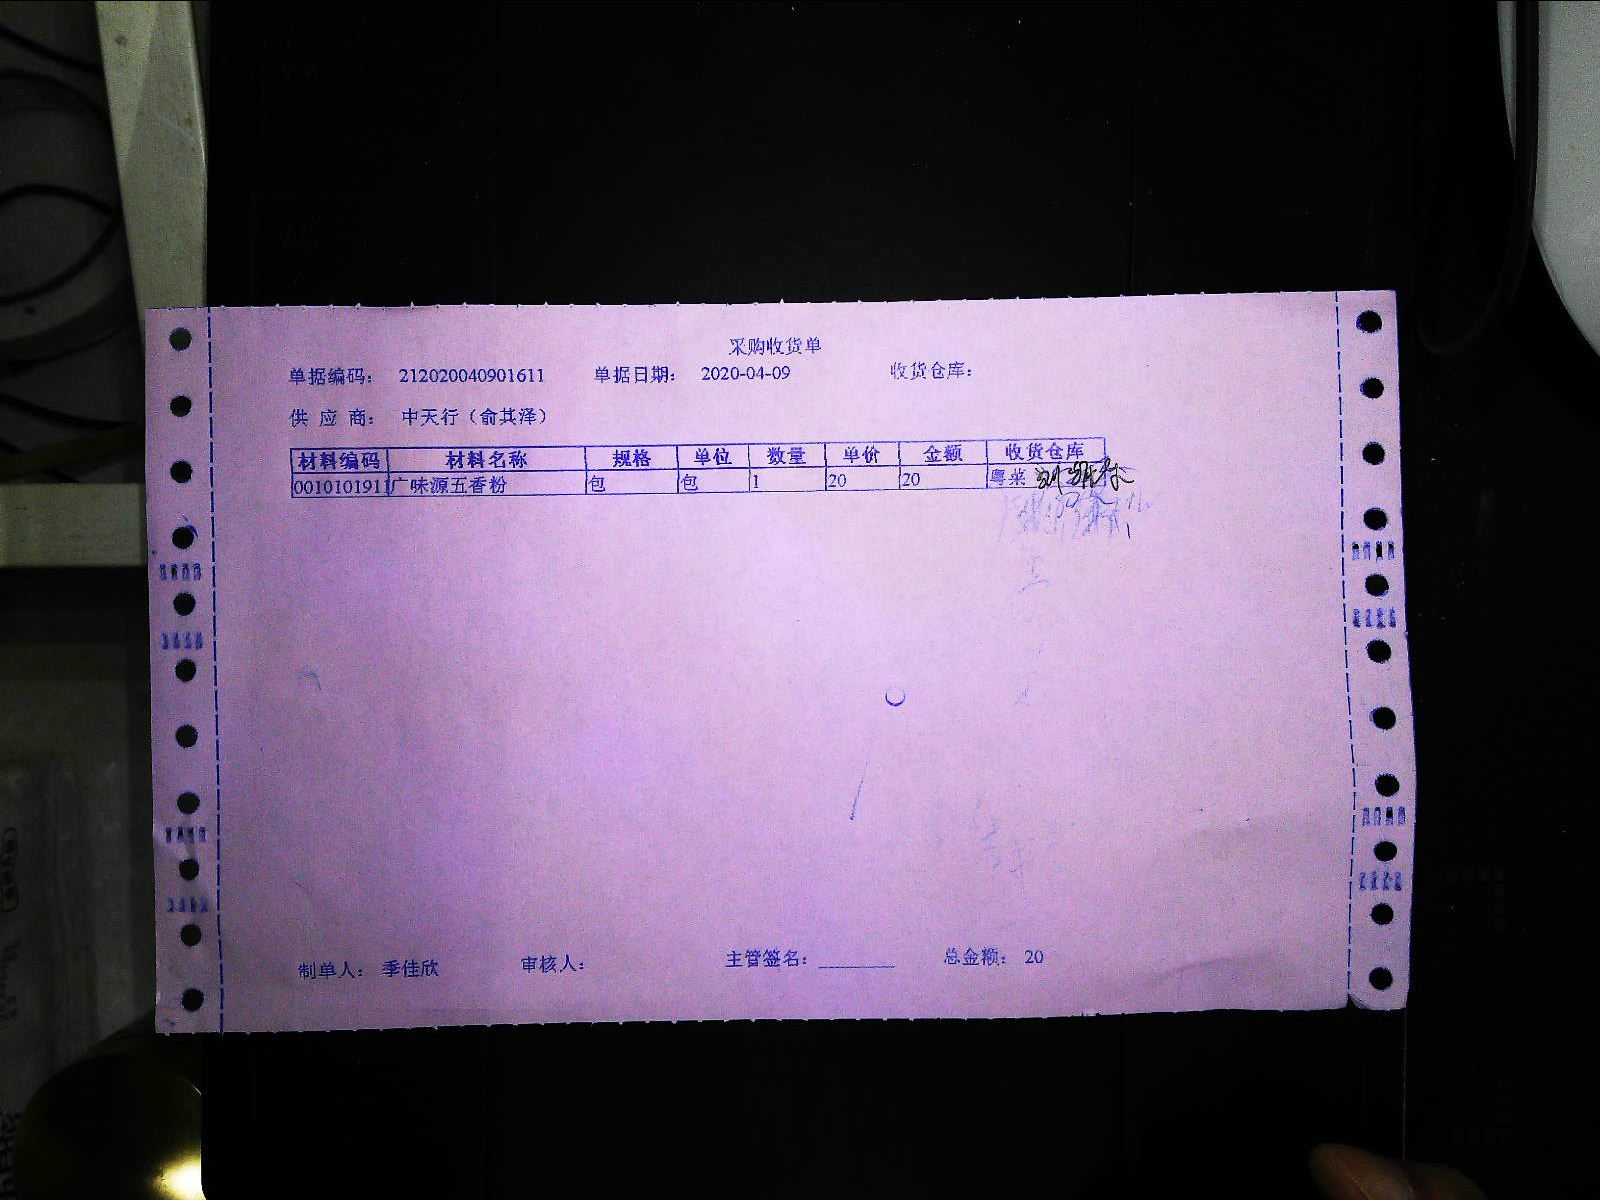 采购收货单
单据编码： 212020040901611 单据日期： 2020-04-09 收货仓库：
供 应 商： 中天行（俞其泽）
材料编码 材料名称 规格 单位 数量 单价 金额 收货仓库
0010101911 广味源五香粉 包 包 1 20 20 粤菜
制单人： 季佳欣 审核人： 主管签名： 总金额： 20